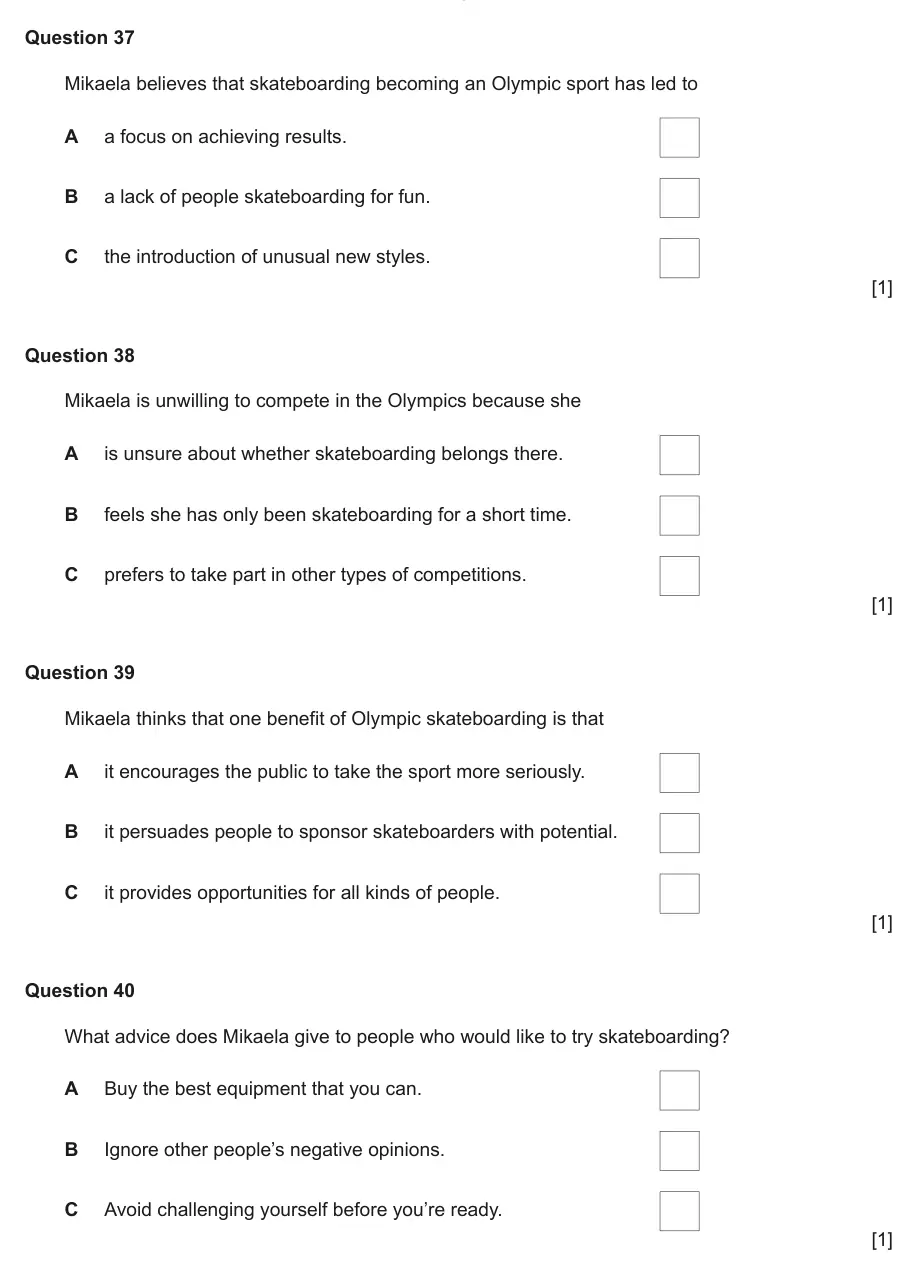 Question 37
Mikaela believes that skateboarding becoming an Olympic sport has led to
A a focus on achieving results.
B a lack of people skateboarding for fun.
C the introduction of unusual new styles.
[1]
Question 38
Mikaela is unwilling to compete in the Olympics because she
A is unsure about whether skateboarding belongs there.
B feels she has only been skateboarding for a short time.
C prefers to take part in other types of competitions.
[1]
Question 39
Mikaela thinks that one benefit of Olympic skateboarding is that
A it encourages the public to take the sport more seriously.
B it persuades people to sponsor skateboarders with potential.
C it provides opportunities for all kinds of people.
[1]
Question 40
What advice does Mikaela give to people who would like to try skateboarding?
A Buy the best equipment that you can.
B Ignore other people’s negative opinions.
C Avoid challenging yourself before you’re ready.
[1]